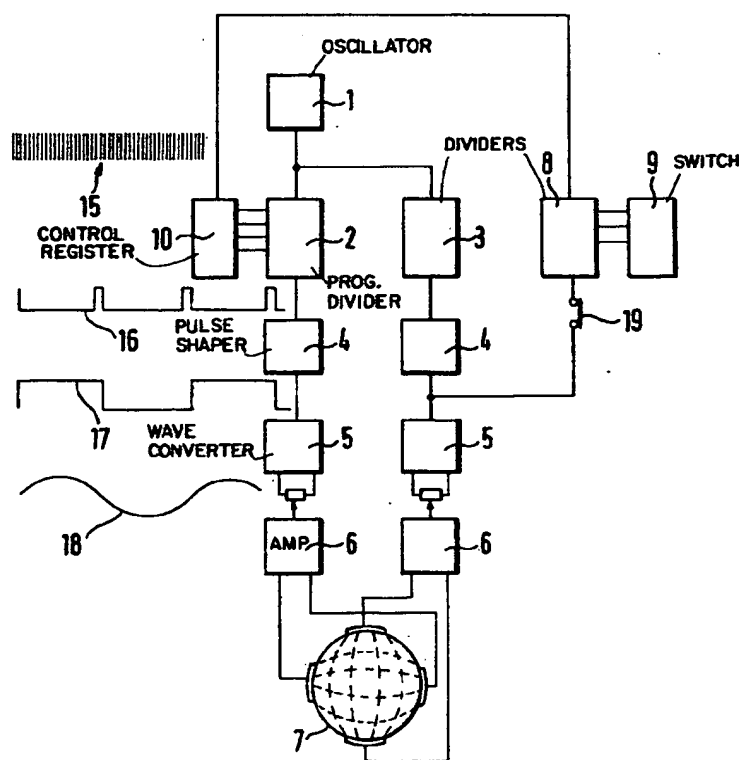 OSCILLATOR
1
15
DIVIDERS
8
9
SWITCH
CONTROL
REGISTER
10
2
3
PROG.
DIVIDER
16
PULSE
SHAPER
4
4
19
17
WAVE
CONVERTER
5
5
18
AMP.
6
6
7